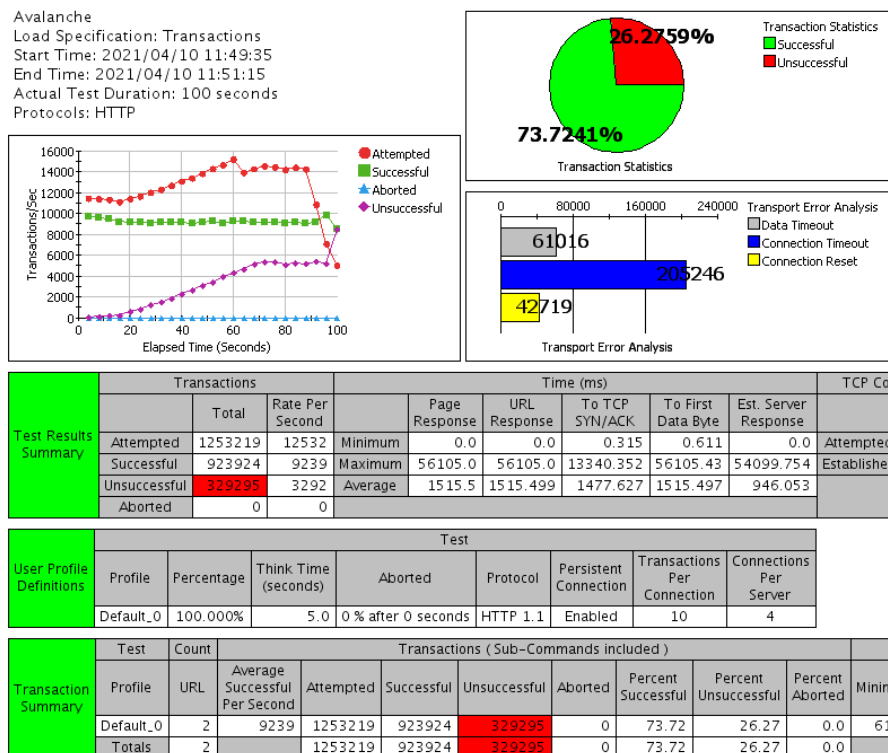 Avalanche
Load Specification: Transactions
Start Time: 2021/04/10 11:49:35
End Time: 2021/04/10 11:51:15
Actual Test Duration: 100 seconds
Protocols: HTTP
26.2759%
73.7241%
Transaction Statistics
Successful
Unsuccessful
Transaction Statistics
16000
14000
12000
10000
8000
6000
4000
2000
0
Transactions/Sec
0 20 40 60 80 100
Elapsed Time (Seconds)
Attempted
Successful
Aborted
Unsuccessful
0 80000 160000 240000
61016
205246
42719
Transport Error Analysis
Data Timeout
Connection Timeout
Connection Reset
Transport Error Analysis
Test Results Summary
Transactions Time (ms) TCP Co
Total Rate Per Second Page Response URL Response To TCP SYN/ACK To First Data Byte Est. Server Response
Attempted 1253219 12532 Minimum 0.0 0.0 0.315 0.611 0.0 Attempted
Successful 923924 9239 Maximum 56105.0 56105.0 13340.352 56105.43 54099.754 Establishe
Unsuccessful 329295 3292 Average 1515.5 1515.499 1477.627 1515.497 946.053
Aborted 0 0
User Profile Definitions
Test
Profile Percentage Think Time (seconds) Aborted Protocol Persistent Connection Transactions Per Connection Connections Per Server
Default_0 100.000% 5.0 0 % after 0 seconds HTTP 1.1 Enabled 10 4
Transaction Summary
Test Count Transactions ( Sub-Commands included )
Profile URL Average Successful Per Second Attempted Successful Unsuccessful Aborted Percent Successful Percent Unsuccessful Percent Aborted Minin
Default_0 2 9239 1253219 923924 329295 0 73.72 26.27 0.0 61
Totals 2 1253219 923924 329295 0 73.72 26.27 0.0